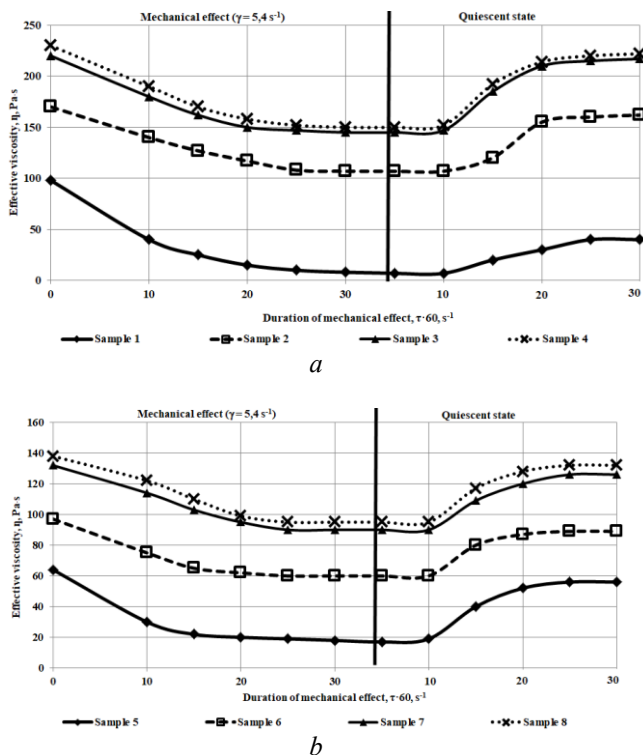 Mechanical effect (γ = 5,4 s⁻¹) Quiescent state
Effective viscosity, η, Pa·s
250
200
150
100
50
0
0 10 20 30 10 20 30
Duration of mechanical effect, τ·60, s⁻¹
Sample 1 Sample 2 Sample 3 Sample 4
a
Mechanical effect (γ = 5,4 s⁻¹) Quiescent state
Effective viscosity, η, Pa·s
160
140
120
100
80
60
40
20
0
0 10 20 30 10 20 30
Duration of mechanical effect, τ·60, s⁻¹
Sample 5 Sample 6 Sample 7 Sample 8
b